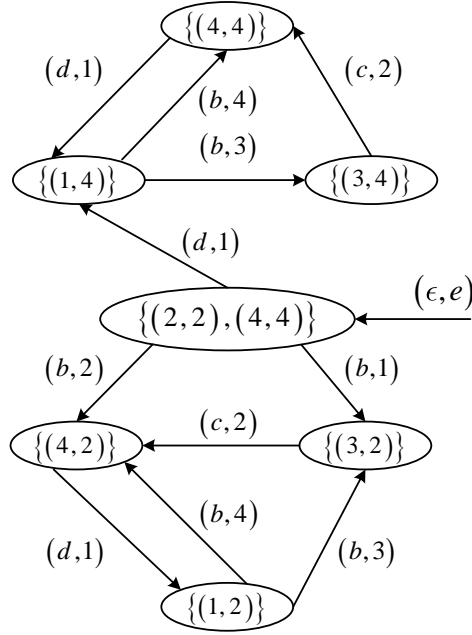 {(4,4)}
(d,1)
(b,4)
(c,2)
(b,3)
{(1,4)}
{(3,4)}
(d,1)
(ϵ,e)
{(2,2),(4,4)}
(b,2)
(b,1)
(c,2)
{(4,2)}
{(3,2)}
(b,4)
(d,1)
(b,3)
{(1,2)}